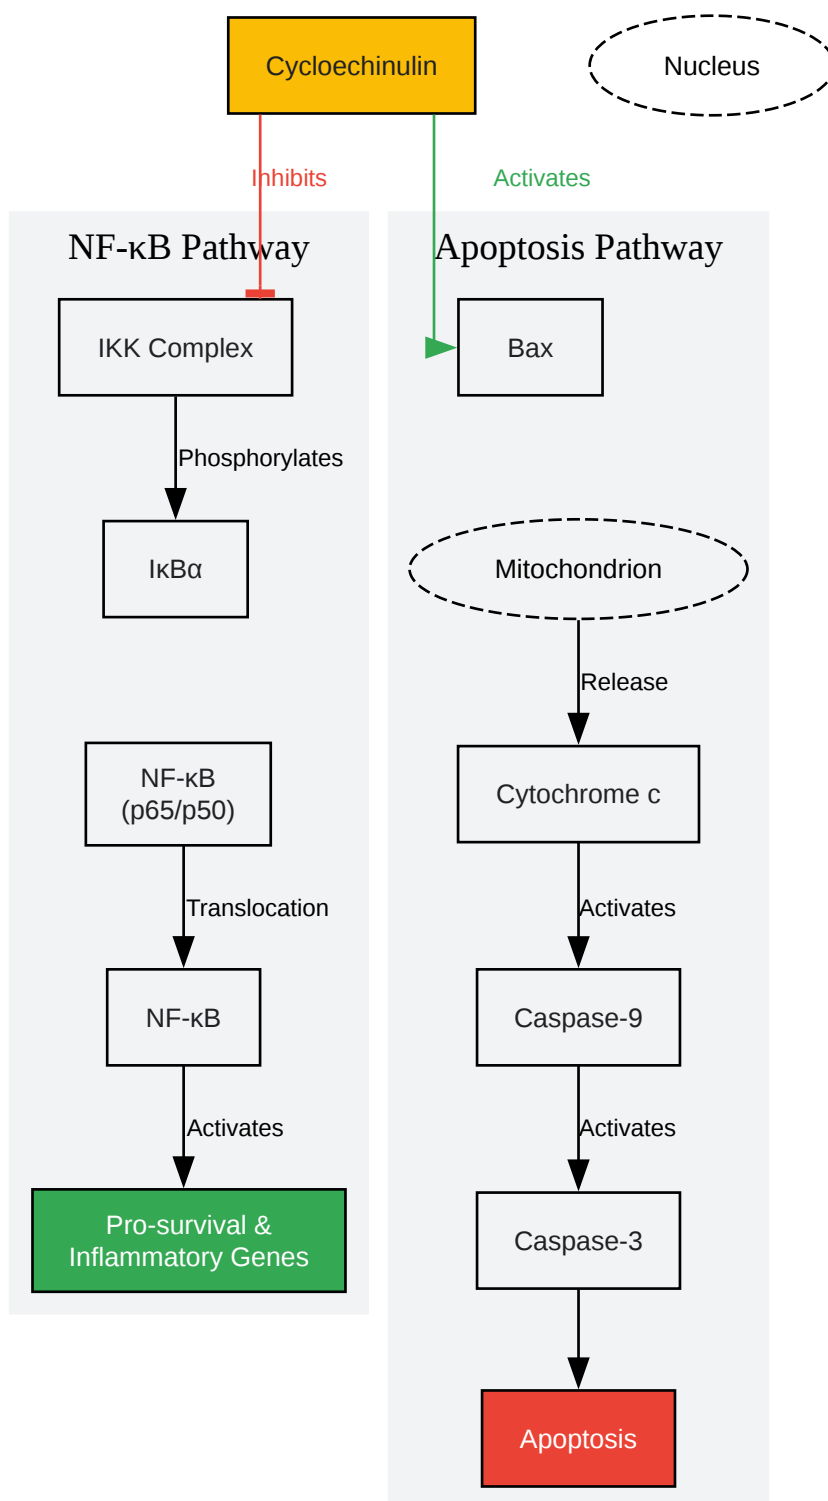 Cycloechinulin
Nucleus
Inhibits
Activates
NF-κB Pathway
IKK Complex
Phosphorylates
IκBα
NF-κB
(p65/p50)
Translocation
NF-κB
Activates
Pro-survival &
Inflammatory Genes
Apoptosis Pathway
Bax
Mitochondrion
Release
Cytochrome c
Activates
Caspase-9
Activates
Caspase-3
Apoptosis